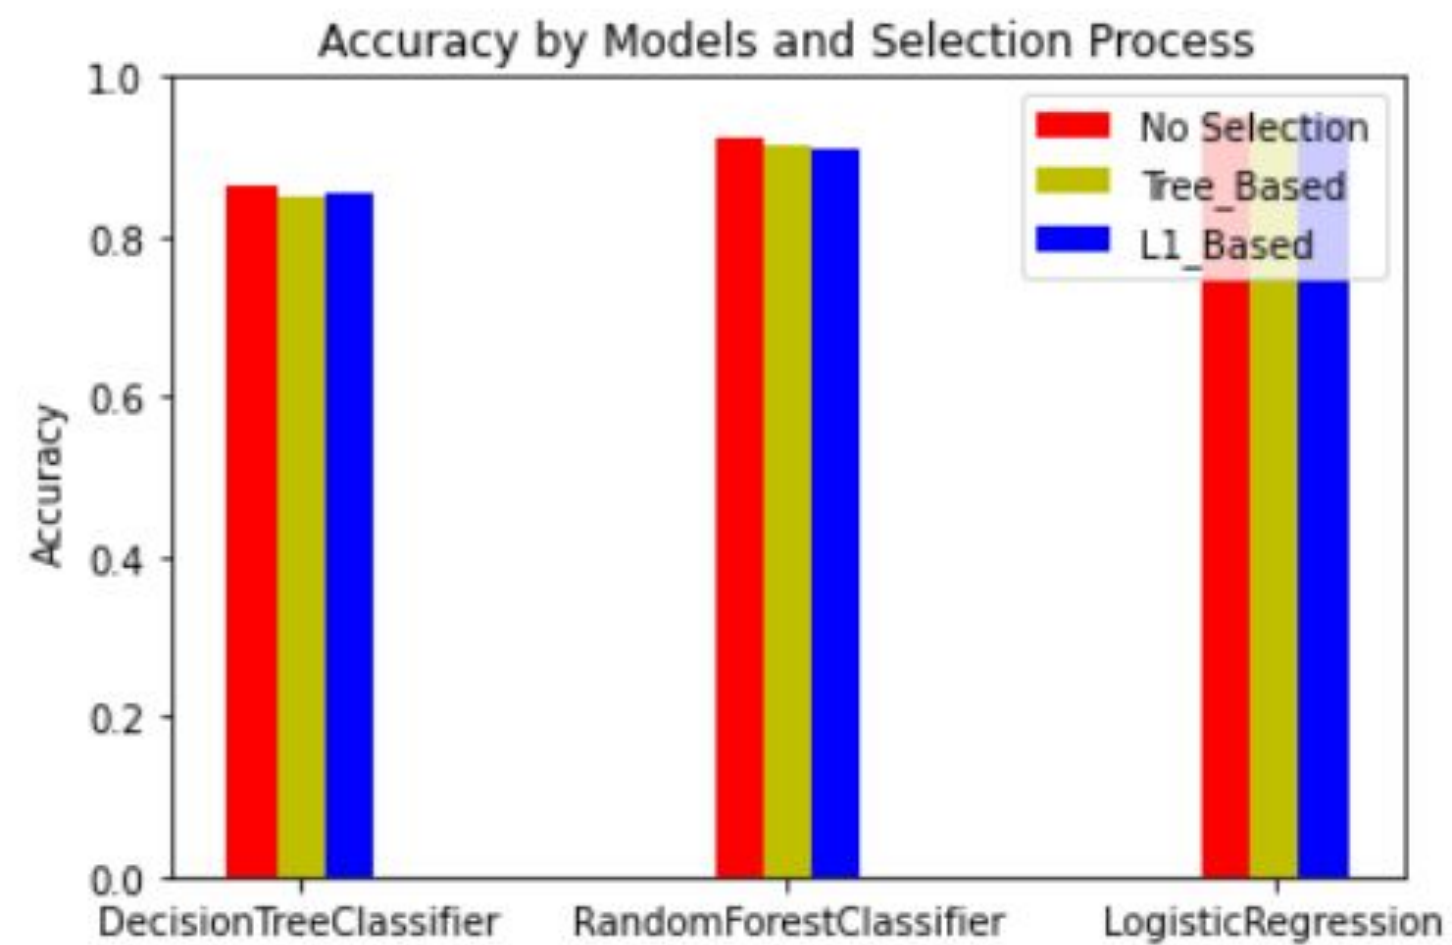 Accuracy by Models and Selection Process
1.0
0.8
0.6
0.4
0.2
0.0
Accuracy
No Selection
Tree_Based
L1_Based
DecisionTreeClassifier RandomForestClassifier LogisticRegression